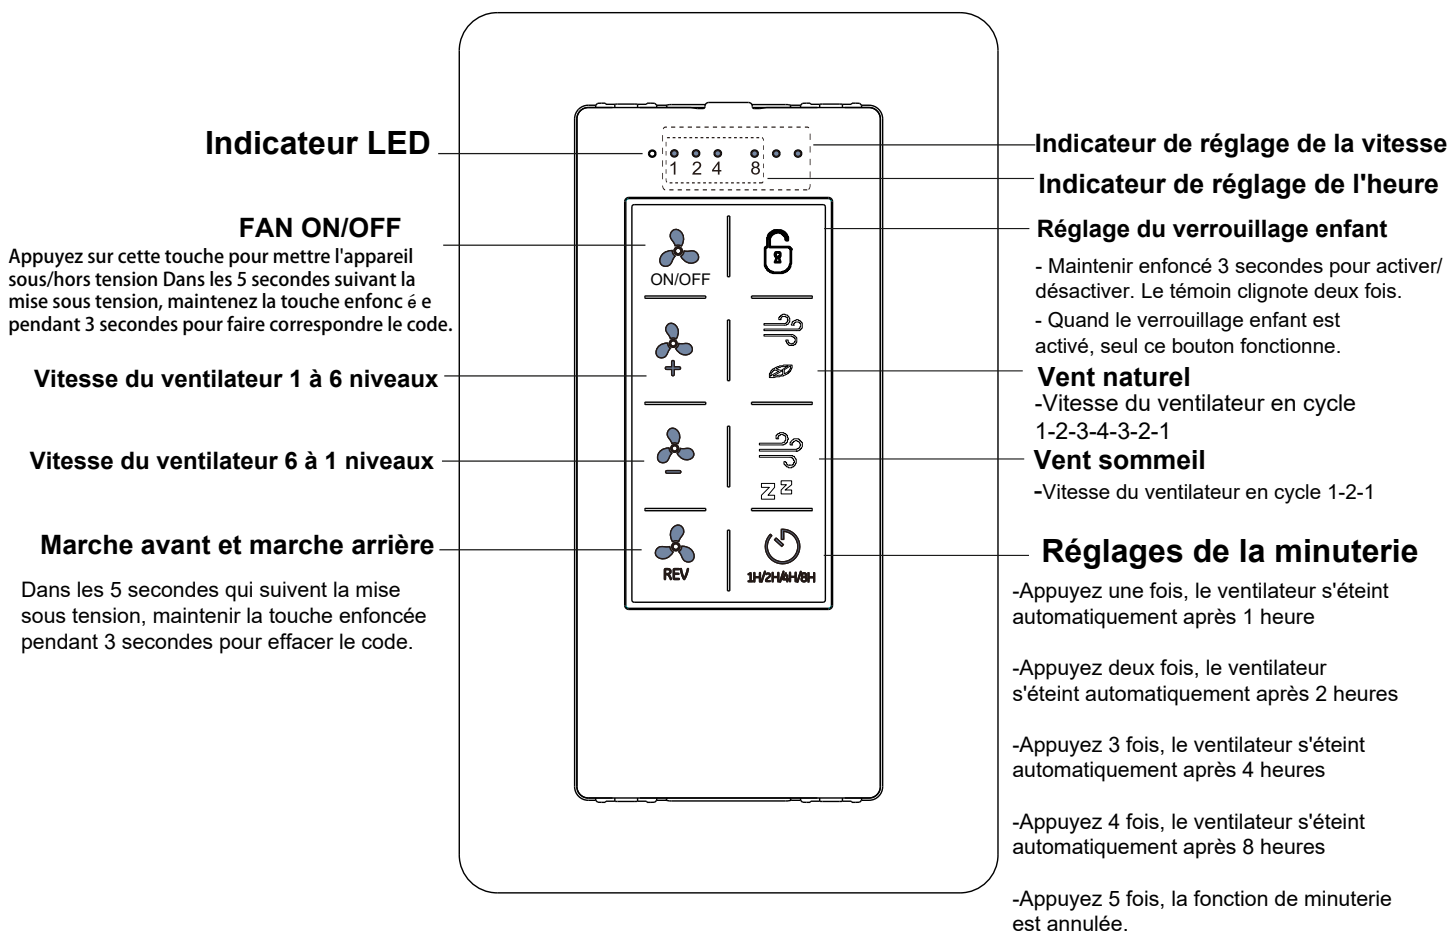 Indicateur LED
FAN ON/OFF
Appuyez sur cette touche pour mettre l'appareil
sous/hors tension Dans les 5 secondes suivant la
mise sous tension, maintenez la touche enfonc é e
pendant 3 secondes pour faire correspondre le code.
Vitesse du ventilateur 1 à 6 niveaux
Vitesse du ventilateur 6 à 1 niveaux
Marche avant et marche arrière
Dans les 5 secondes qui suivent la mise
sous tension, maintenir la touche enfoncée
pendant 3 secondes pour effacer le code.
1 2 4 8
ON/OFF
z z
REV
1H/2H/4H/8H
Indicateur de réglage de la vitesse
Indicateur de réglage de l'heure
Réglage du verrouillage enfant
- Maintenir enfoncé 3 secondes pour activer/
désactiver. Le témoin clignote deux fois.
- Quand le verrouillage enfant est
activé, seul ce bouton fonctionne.
Vent naturel
-Vitesse du ventilateur en cycle
1-2-3-4-3-2-1
Vent sommeil
-Vitesse du ventilateur en cycle 1-2-1
Réglages de la minuterie
-Appuyez une fois, le ventilateur s'éteint
automatiquement après 1 heure
-Appuyez deux fois, le ventilateur
s'éteint automatiquement après 2 heures
-Appuyez 3 fois, le ventilateur s'éteint
automatiquement après 4 heures
-Appuyez 4 fois, le ventilateur s'éteint
automatiquement après 8 heures
-Appuyez 5 fois, la fonction de minuterie
est annulée.